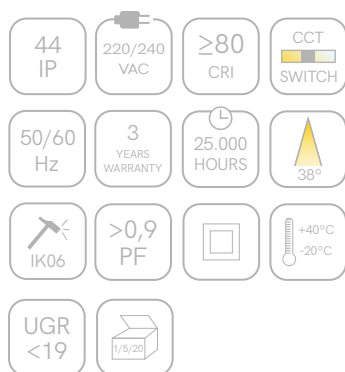 44
IP
220/240
VAC
≥80
CRI
CCT
SWITCH
50/60
Hz
3
YEARS
WARRANTY
25.000
HOURS
38°
IK06
>0,9
PF
+40°C
-20°C
UGR
<19
1/5/20